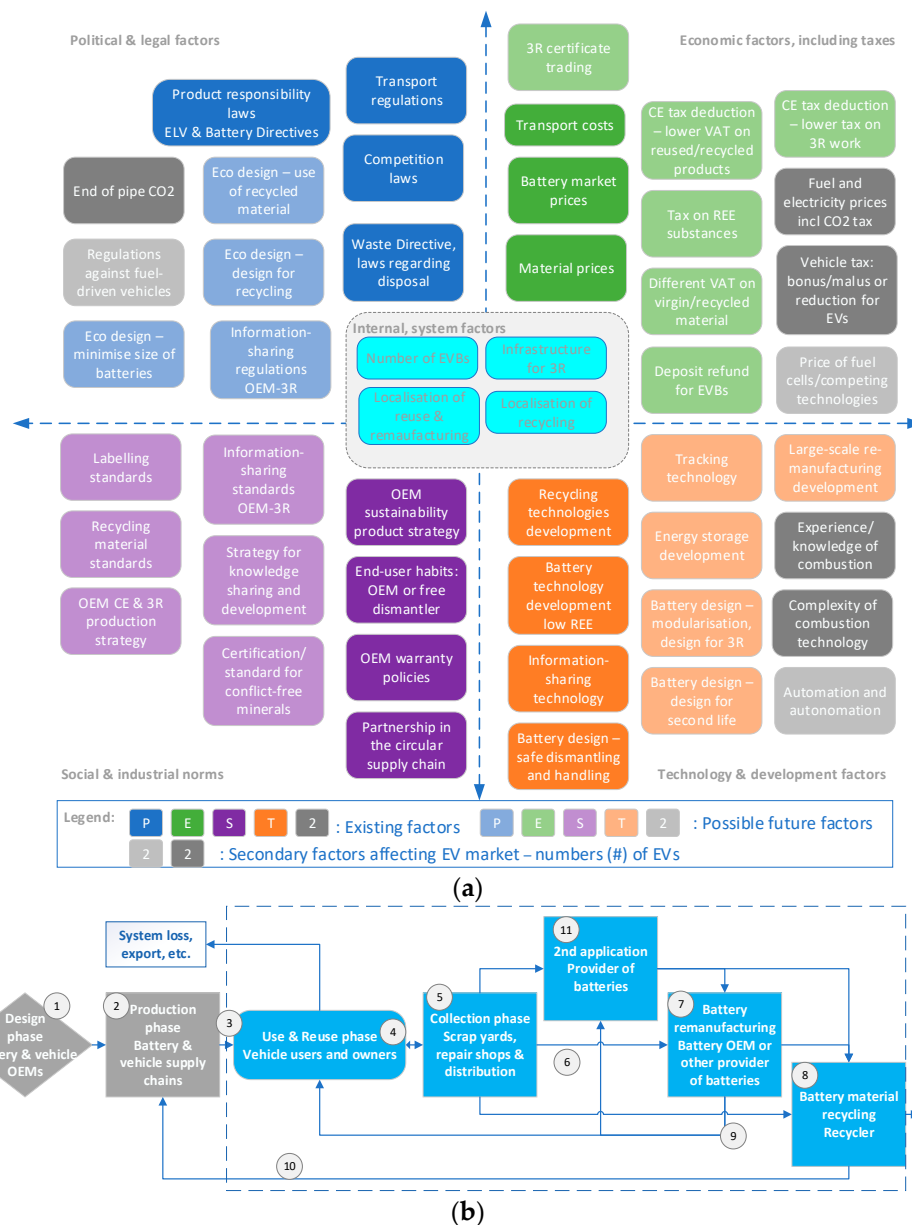 Political & legal factors
Economic factors, including taxes
Product responsibility
laws
ELV & Battery Directives
Transport
regulations
End of pipe CO2
Eco design – use
of recycled
material
Competition
laws
Regulations
against fuel-
driven vehicles
Eco design –
design for
recycling
Waste Directive,
laws regarding
disposal
Eco design –
minimise size of
batteries
Information-
sharing
regulations
OEM-3R
3R certificate
trading
Transport costs
Battery market
prices
Material prices
CE tax deduction
– lower VAT on
reused/recycled
products
Tax on REE
substances
Different VAT on
virgin/recycled
material
Deposit refund
for EVBs
CE tax deduction
– lower tax on
3R work
Fuel and
electricity prices
incl CO2 tax
Vehicle tax:
bonus/malus or
reduction for
EVs
Price of fuel
cells/competing
technologies
Internal, system factors
Number of EVBs
Infrastructure
for 3R
Localisation of
reuse &
remaufacturing
Localisation of
recycling
Labelling
standards
Recycling
material
standards
OEM CE & 3R
production
strategy
Information-
sharing
standards
OEM-3R
Strategy for
knowledge
sharing and
development
Certification/
standard for
conflict-free
minerals
OEM
sustainability
product strategy
End-user habits:
OEM or free
dismantler
OEM warranty
policies
Partnership in
the circular
supply chain
Recycling
technologies
development
Battery
technology
development
low REE
Information-
sharing
technology
Battery design –
safe dismantling
and handling
Tracking
technology
Energy storage
development
Battery design –
modularisation,
design for 3R
Battery design –
design for
second life
Large-scale re-
manufacturing
development
Experience/
knowledge of
combustion
Complexity of
combustion
technology
Automation and
autonomation
Social & industrial norms
Technology & development factors
Legend: P E S T 2 : Existing factors P E S T 2 : Possible future factors
2 2 : Secondary factors affecting EV market – numbers (#) of EVs
(a)
System loss,
export, etc.
1
Design
phase
ery & vehicle
OEMs
2
Production
phase
Battery &
vehicle supply
chains
3
Use & Reuse phase
Vehicle users and owners
4
5
Collection phase
Scrap yards,
repair shops &
distribution
6
11
2nd application
Provider of
batteries
7
Battery
remanufacturing
Battery OEM or
other provider
of batteries
8
Battery material
recycling
Recycler
9
10
(b)